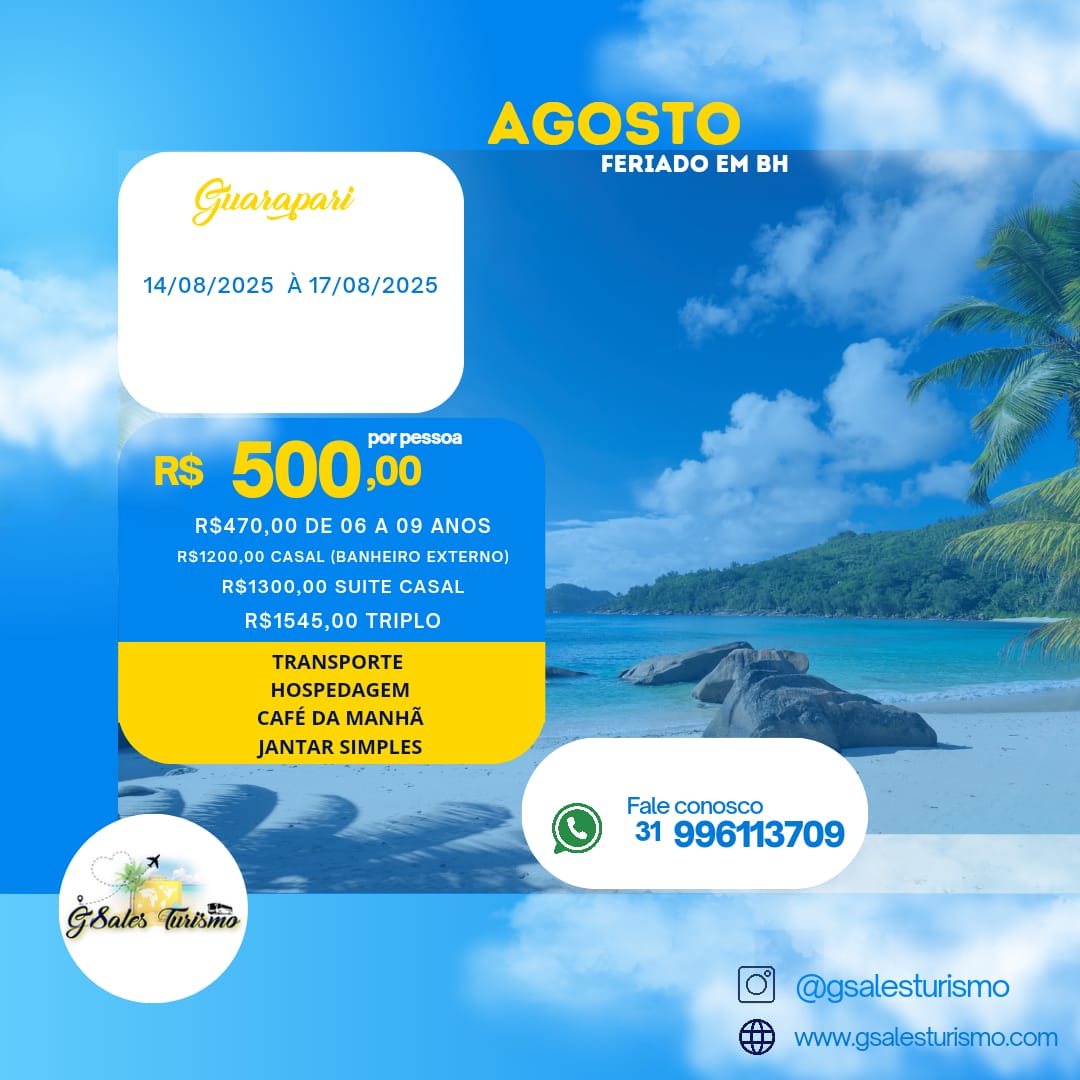 AGOSTO
FERIADO EM BH
Guarapari
14/08/2025 À 17/08/2025
por pessoa
R$ 500,00
R$470,00 DE 06 A 09 ANOS
R$1200,00 CASAL (BANHEIRO EXTERNO)
R$1300,00 SUITE CASAL
R$1545,00 TRIPLO
TRANSPORTE
HOSPEDAGEM
CAFÉ DA MANHÃ
JANTAR SIMPLES
Fale conosco
31 996113709
GSales Turismo
@gsalesturismo
www.gsalesturismo.com